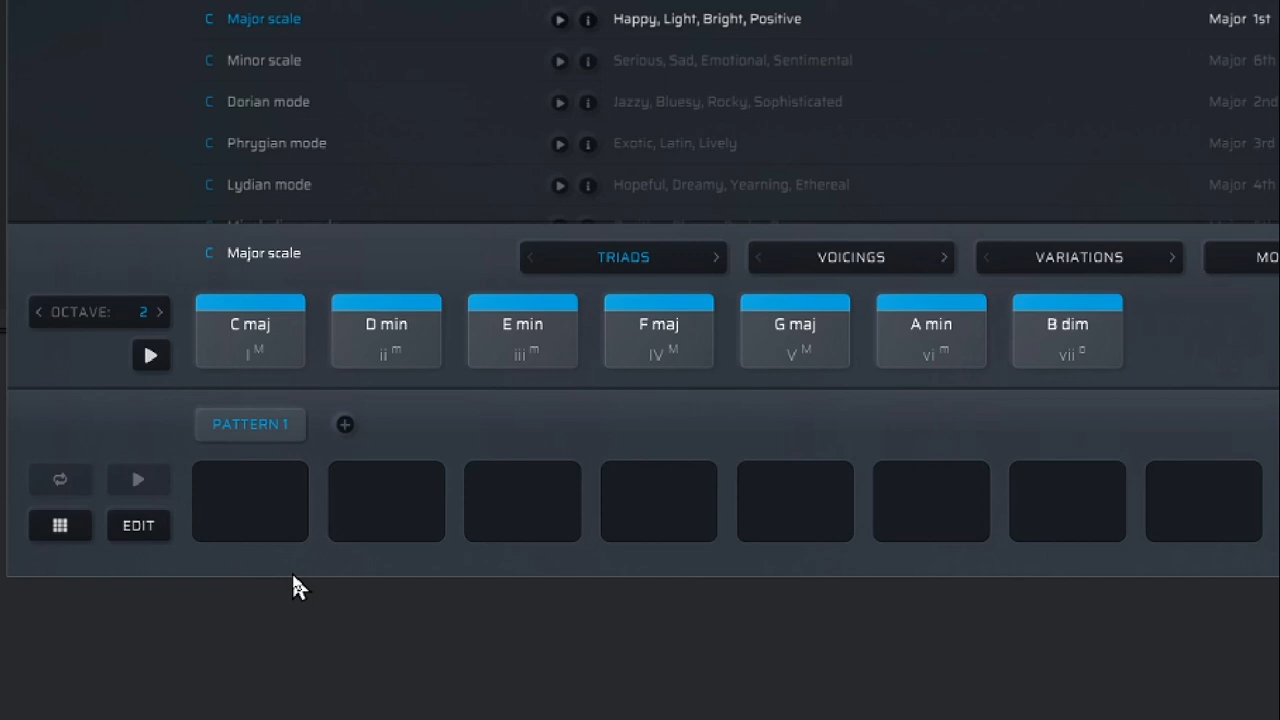 C Major scale Happy, Light, Bright, Positive Major 1st
C Minor scale Serious, Sad, Emotional, Sentimental Major 6th
C Dorian mode Jazzy, Bluesy, Rocky, Sophisticated Major 2nd
C Phrygian mode Exotic, Latin, Lively Major 3rd
C Lydian mode Hopeful, Dreamy, Yearning, Ethereal Major 4th
C Major scale TRIADS VOICINGS VARIATIONS MO
OCTAVE: 2
C maj D min E min F maj G maj A min B dim
I M ii m iii m IV M V M vi m vii o
PATTERN 1
EDIT